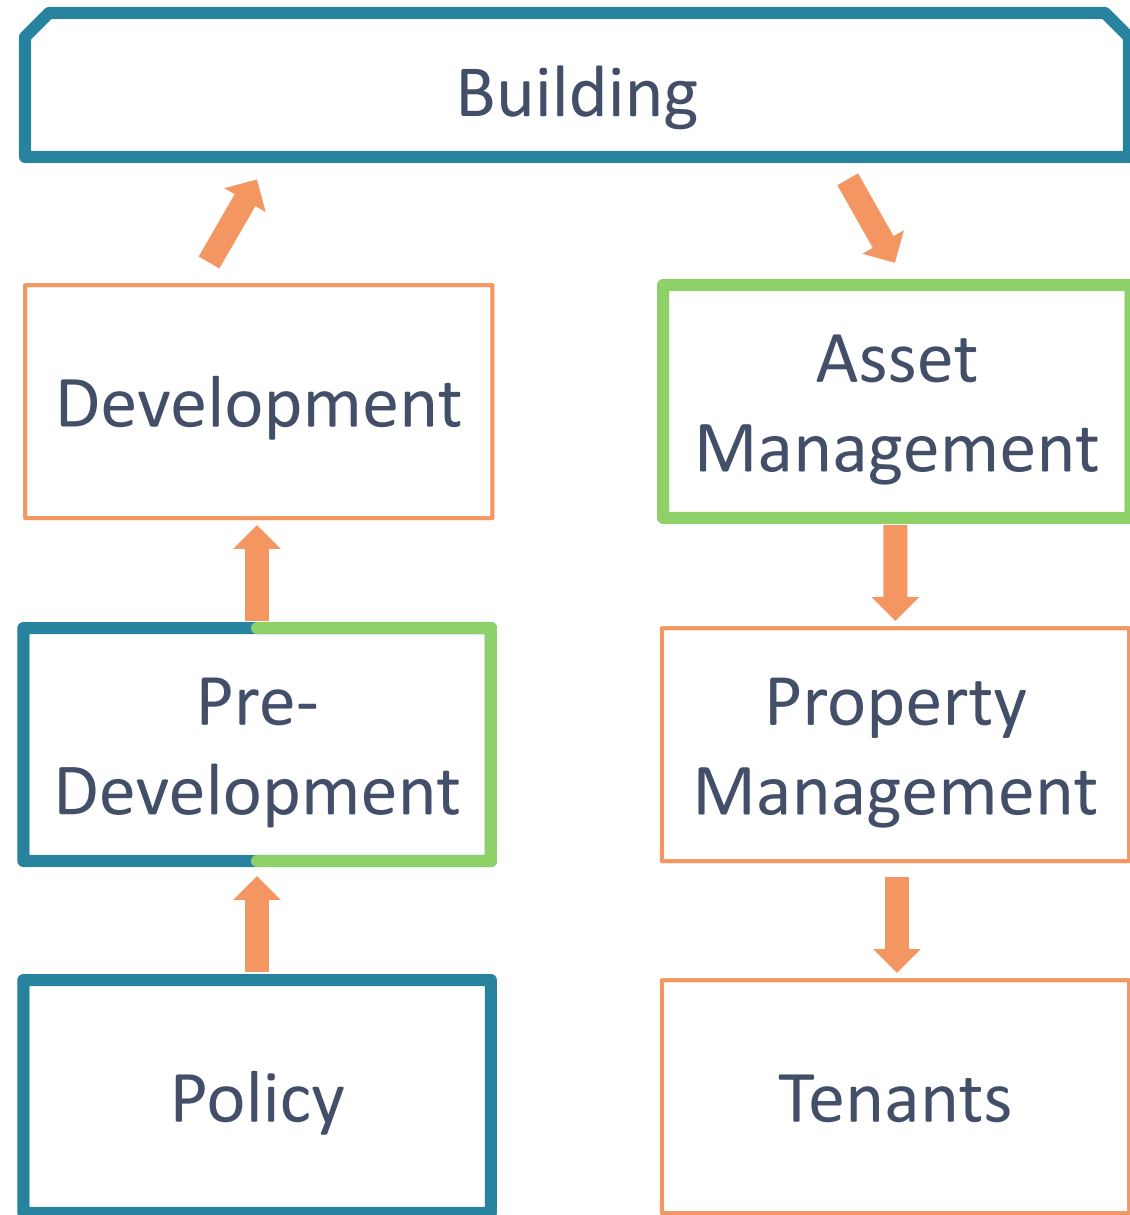 Building
Development
Asset
Management
Pre-
Development
Property
Management
Policy
Tenants